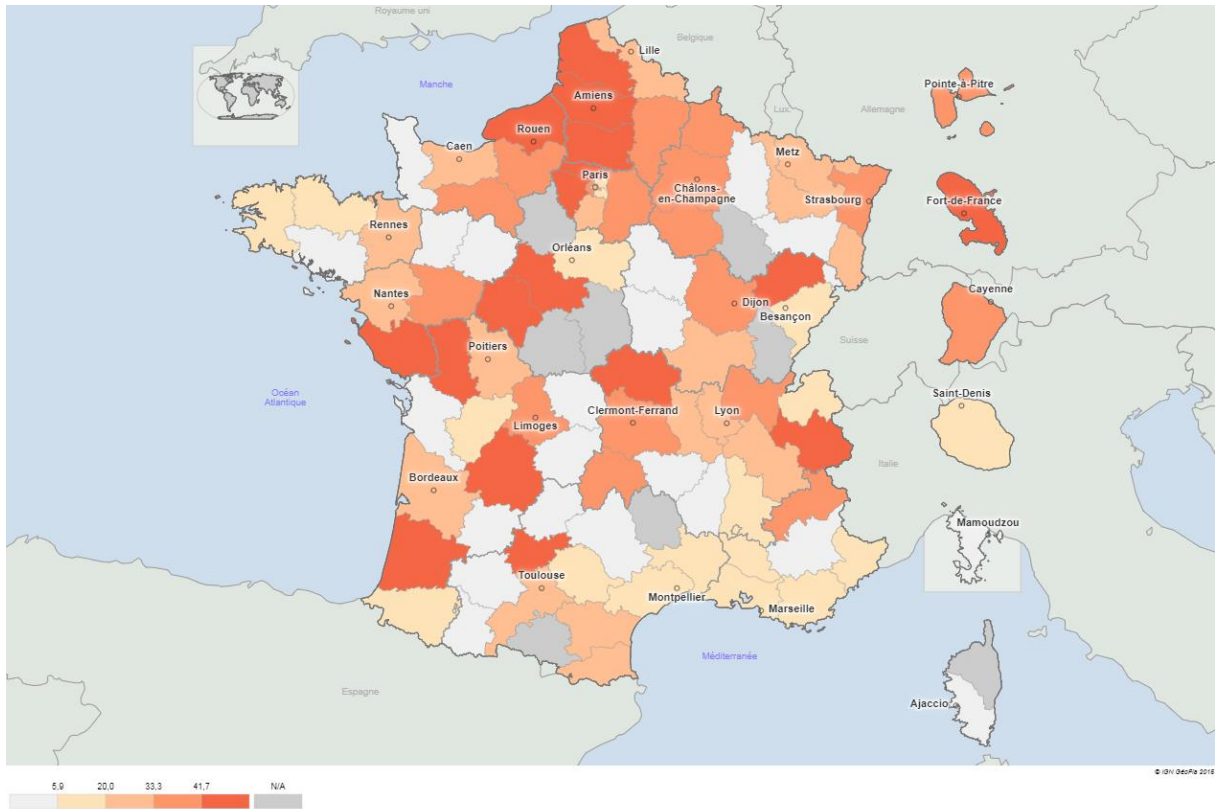 Royaume uni
Belgique
Lille
Manche
Amiens
Lux.
Allemagne
Pointe-à-Pitre
Rouen
Caen
Metz
Paris
Châlons-
en-Champagne
Strasbourg
Fort-de-France
Rennes
Orléans
Nantes
Dijon
Besançon
Cayenne
Suisse
Poitiers
Océan
Atlantique
Limoges
Clermont-Ferrand
Lyon
Saint-Denis
Italie
Bordeaux
Mamoudzou
Toulouse
Montpellier
Marseille
Méditerranée
Espagne
Ajaccio
© IGN GéoFla 2015
5,9 20,0 33,3 41,7 N/A